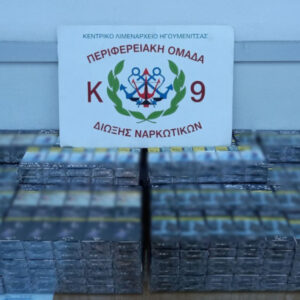 ΚΕΝΤΡΙΚΟ ΛΙΜΕΝΑΡΧΕΙΟ ΗΓΟΥΜΕΝΙΤΣΑΣ
ΠΕΡΙΦΕΡΕΙΑΚΗ ΟΜΑΔΑ
Κ 9
ΔΙΩΞΗΣ ΝΑΡΚΩΤΙΚΩΝ